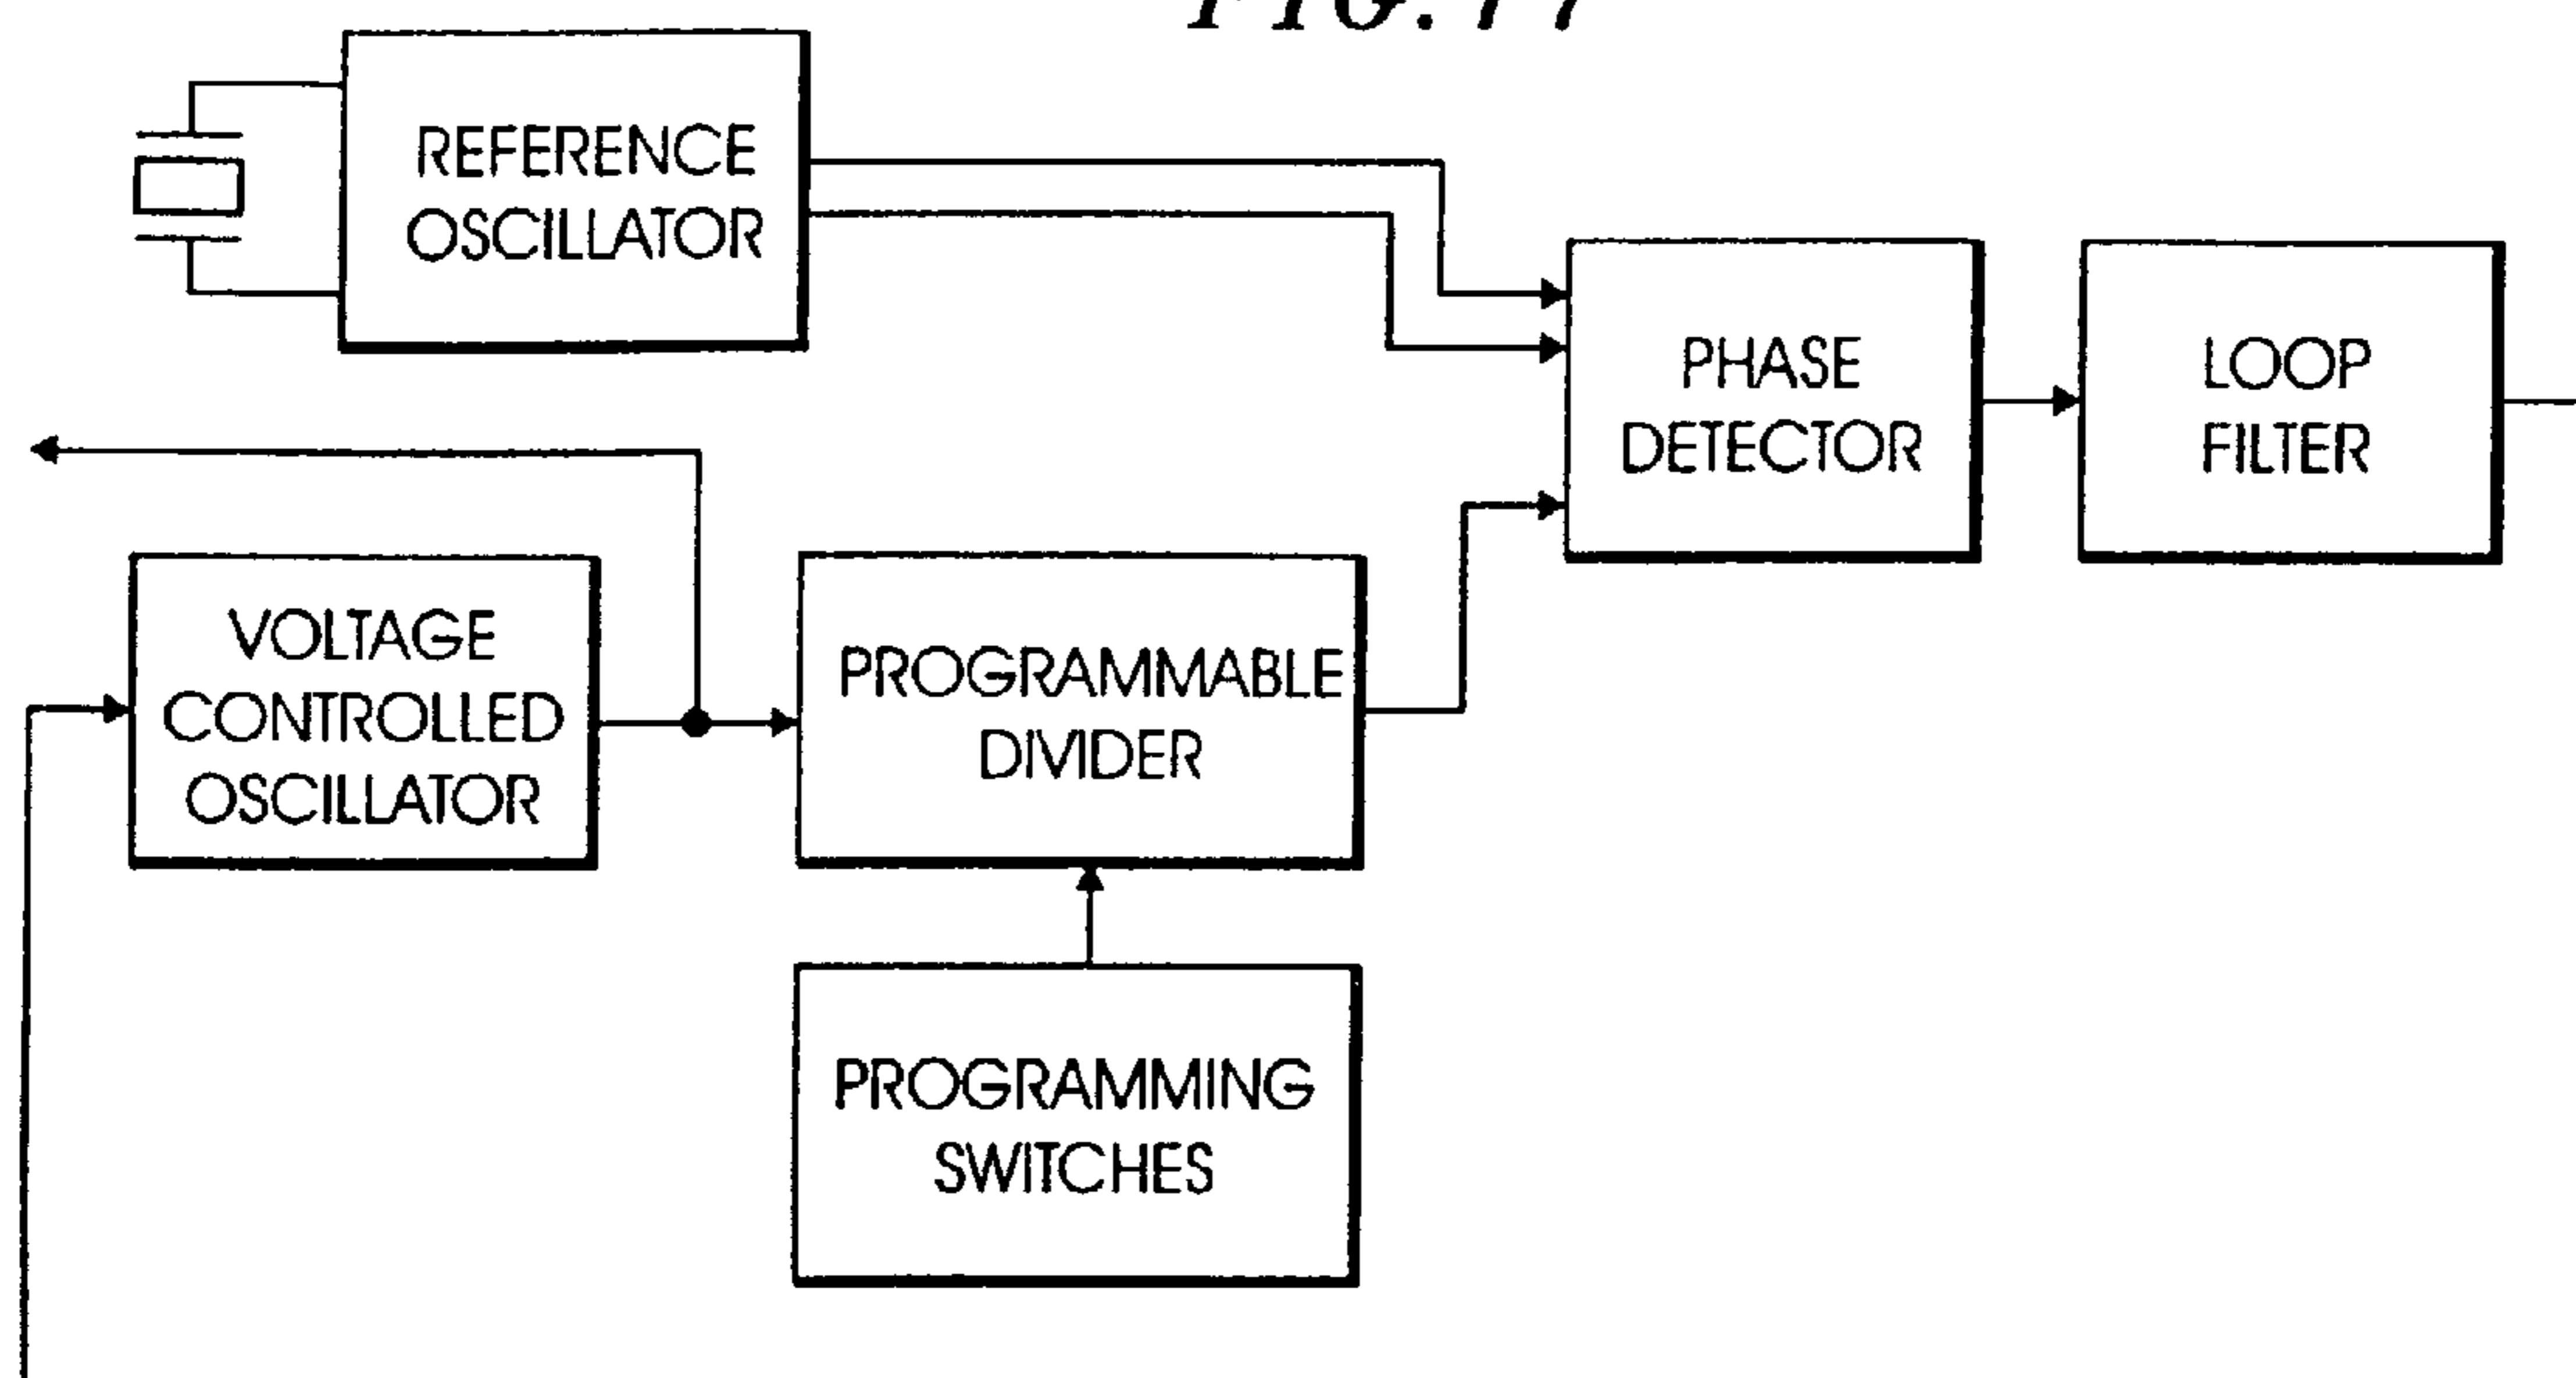 REFERENCE
OSCILLATOR
PHASE
DETECTOR
LOOP
FILTER
VOLTAGE
CONTROLLED
OSCILLATOR
PROGRAMMABLE
DIVIDER
PROGRAMMING
SWITCHES